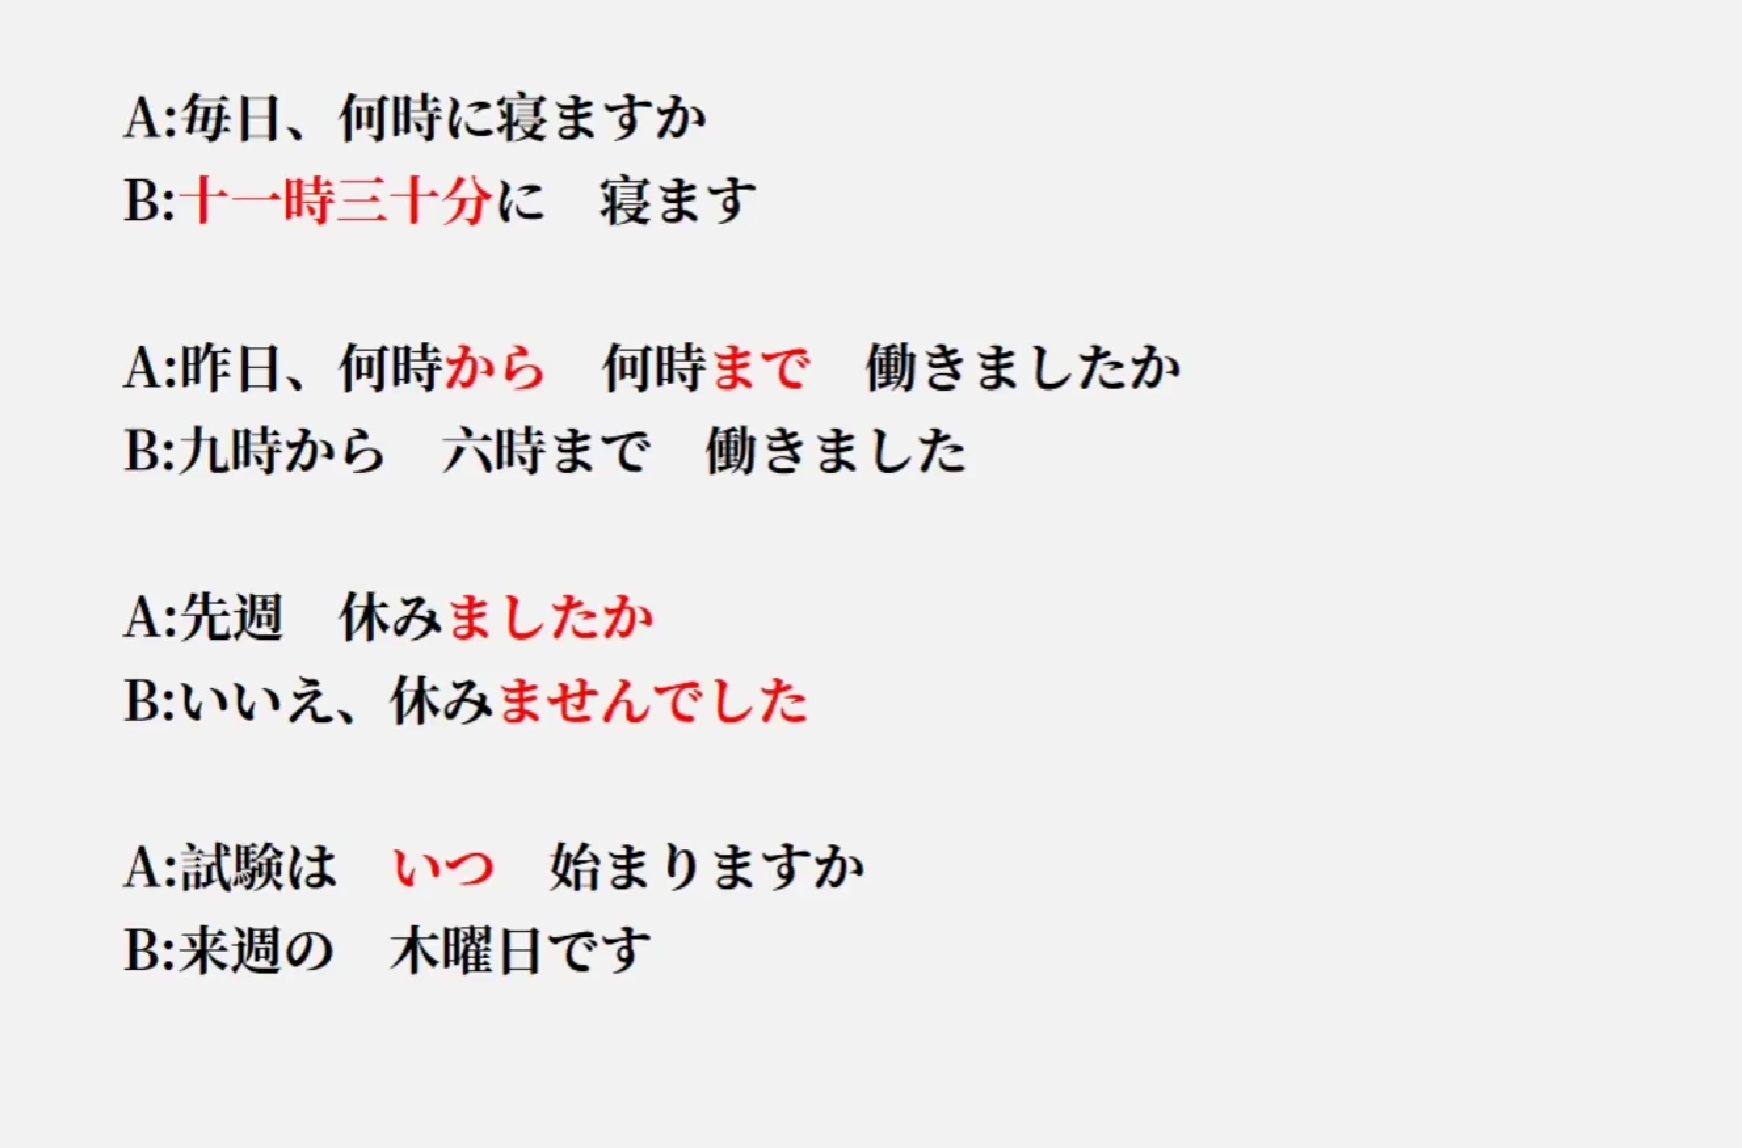 A:毎日、何時に寝ますか
B:十一時三十分に　寝ます
A:昨日、何時から　何時まで　働きましたか
B:九時から　六時まで　働きました
A:先週　休みましたか
B:いいえ、休みませんでした
A:試験は　いつ　始まりますか
B:来週の　木曜日です